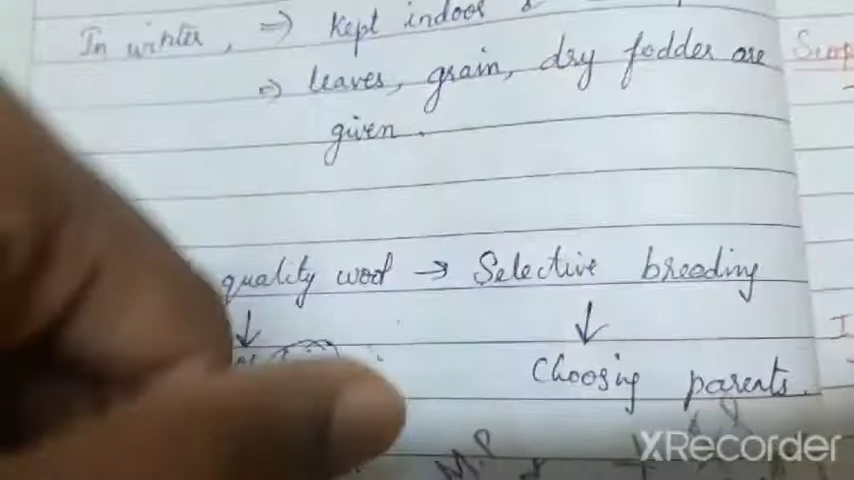 In winter, => kept indoor &
=> leaves, grain, dry fodder are
given.
quality wool → Selective breeding
↓ ↓
Choosing parents.
M.P
XRecorder